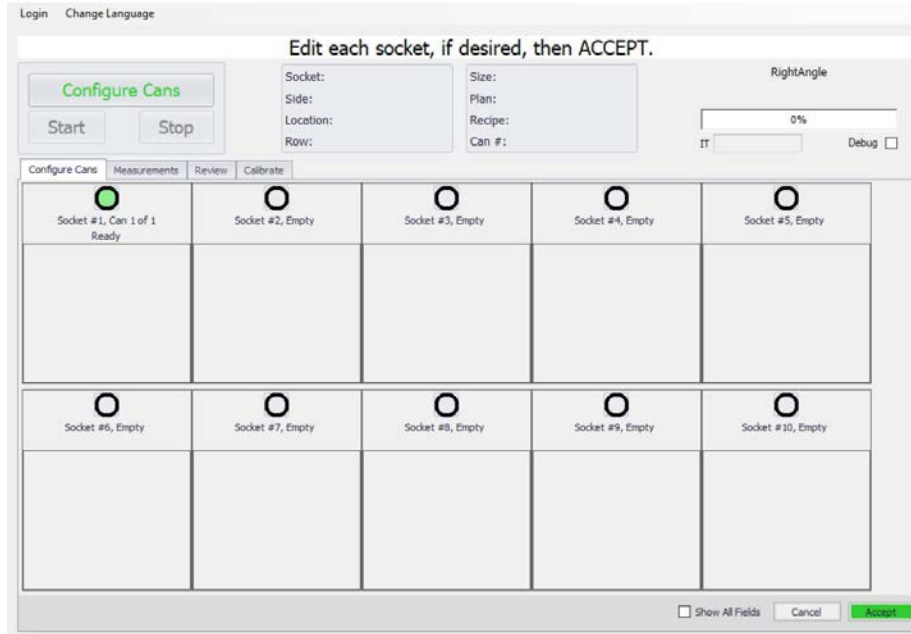 Login Change Language
Edit each socket, if desired, then ACCEPT.
Configure Cans
Start Stop
Socket:
Side:
Location:
Row:
Size:
Plan:
Recipe:
Can #:
RightAngle
0%
IT Debug
Configure Cans Measurements Review Calibrate
Socket #1, Can 1 of 1
Ready
Socket #2, Empty
Socket #3, Empty
Socket #4, Empty
Socket #5, Empty
Socket #6, Empty
Socket #7, Empty
Socket #8, Empty
Socket #9, Empty
Socket #10, Empty
Show All Fields Cancel Accept